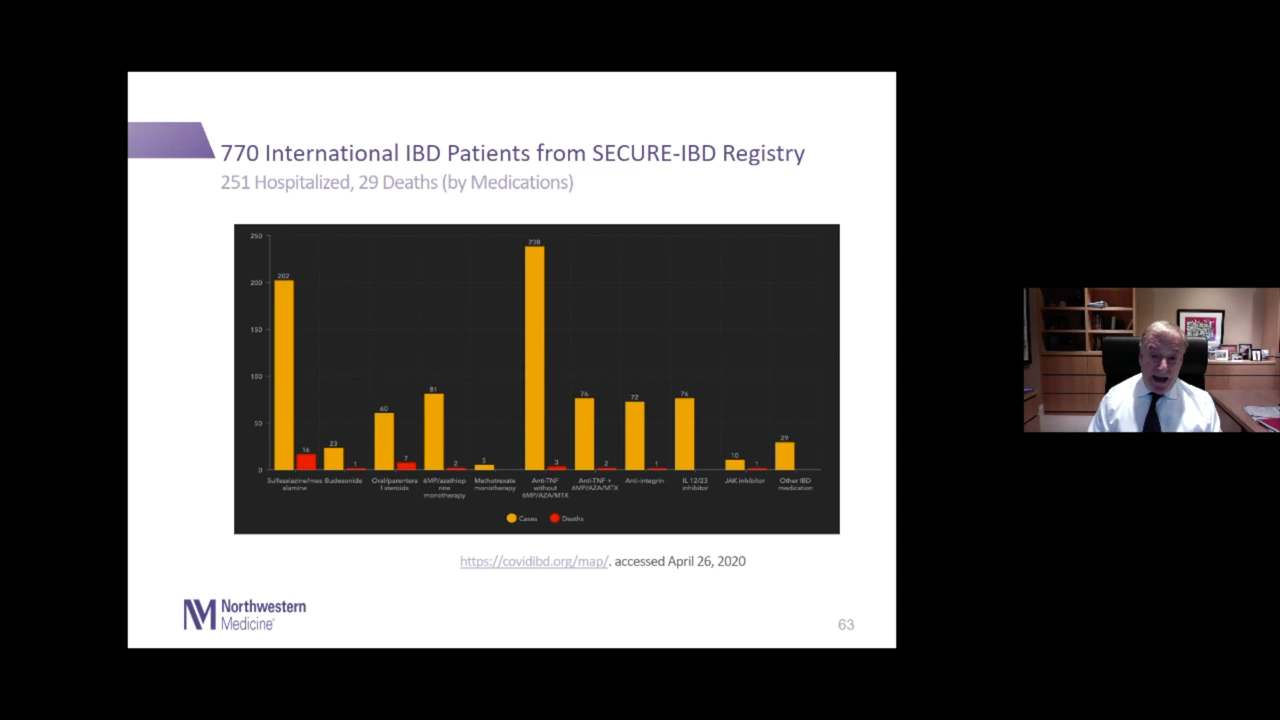 770 International IBD Patients from SECURE-IBD Registry
251 Hospitalized, 29 Deaths (by Medications)
250
200
150
100
50
0
202
16
23
1
60
7
81
2
5
238
3
76
2
72
1
76
10
1
29
Sulfasalazine/mes
alamine
Budesonide
Oral/parentera
l steroids
6MP/azathiop
rine
monotherapy
Methotrexate
monotherapy
Anti-TNF
without
6MP/AZA/MTX
Anti-TNF +
6MP/AZA/MTX
Anti-integrin
IL 12/23
inhibitor
JAK inhibitor
Other IBD
medication
Cases
Deaths
https://covidibd.org/map/. accessed April 26, 2020
NM Northwestern
Medicine®
63